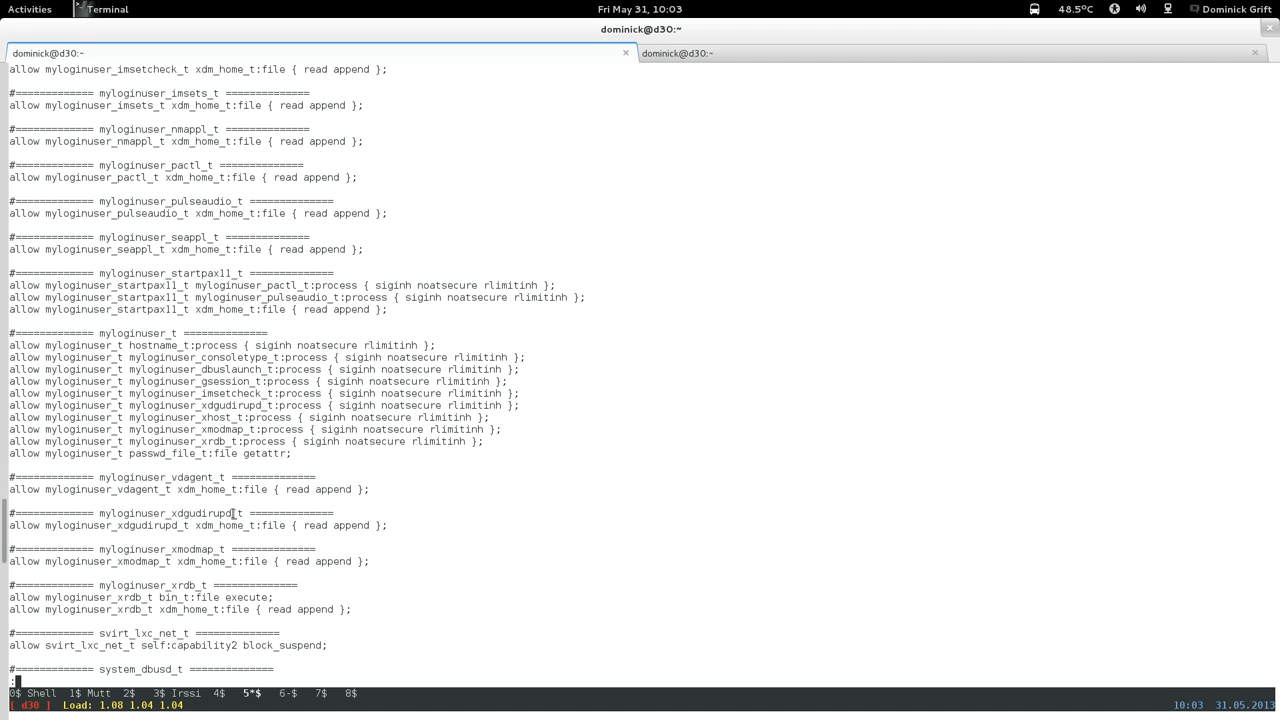 Activities Terminal Fri May 31, 10:03 48.5°C Dominick Grift
dominick@d30:~
dominick@d30:~ × dominick@d30:~ ×
allow myloginuser_imsetcheck_t xdm_home_t:file { read append };
#============= myloginuser_imsets_t ==============
allow myloginuser_imsets_t xdm_home_t:file { read append };
#============= myloginuser_nmappl_t ==============
allow myloginuser_nmappl_t xdm_home_t:file { read append };
#============= myloginuser_pactl_t ==============
allow myloginuser_pactl_t xdm_home_t:file { read append };
#============= myloginuser_pulseaudio_t ==============
allow myloginuser_pulseaudio_t xdm_home_t:file { read append };
#============= myloginuser_seappl_t ==============
allow myloginuser_seappl_t xdm_home_t:file { read append };
#============= myloginuser_startpax11_t ==============
allow myloginuser_startpax11_t myloginuser_pactl_t:process { siginh noatsecure rlimitinh };
allow myloginuser_startpax11_t myloginuser_pulseaudio_t:process { siginh noatsecure rlimitinh };
allow myloginuser_startpax11_t xdm_home_t:file { read append };
#============= myloginuser_t ==============
allow myloginuser_t hostname_t:process { siginh noatsecure rlimitinh };
allow myloginuser_t myloginuser_consoletype_t:process { siginh noatsecure rlimitinh };
allow myloginuser_t myloginuser_dbuslaunch_t:process { siginh noatsecure rlimitinh };
allow myloginuser_t myloginuser_gsession_t:process { siginh noatsecure rlimitinh };
allow myloginuser_t myloginuser_imsetcheck_t:process { siginh noatsecure rlimitinh };
allow myloginuser_t myloginuser_xdgudirupd_t:process { siginh noatsecure rlimitinh };
allow myloginuser_t myloginuser_xhost_t:process { siginh noatsecure rlimitinh };
allow myloginuser_t myloginuser_xmodmap_t:process { siginh noatsecure rlimitinh };
allow myloginuser_t myloginuser_xrdb_t:process { siginh noatsecure rlimitinh };
allow myloginuser_t passwd_file_t:file getattr;
#============= myloginuser_vdagent_t ==============
allow myloginuser_vdagent_t xdm_home_t:file { read append };
#============= myloginuser_xdgudirupd_t ==============
allow myloginuser_xdgudirupd_t xdm_home_t:file { read append };
#============= myloginuser_xmodmap_t ==============
allow myloginuser_xmodmap_t xdm_home_t:file { read append };
#============= myloginuser_xrdb_t ==============
allow myloginuser_xrdb_t bin_t:file execute;
allow myloginuser_xrdb_t xdm_home_t:file { read append };
#============= svirt_lxc_net_t ==============
allow svirt_lxc_net_t self:capability2 block_suspend;
#============= system_dbusd_t ==============
:
0$ Shell 1$ Mutt 2$ 3$ Irssi 4$ 5*$ 6-$ 7$ 8$
[ d30 ] Load: 1.08 1.04 1.04 10:03 31.05.2013